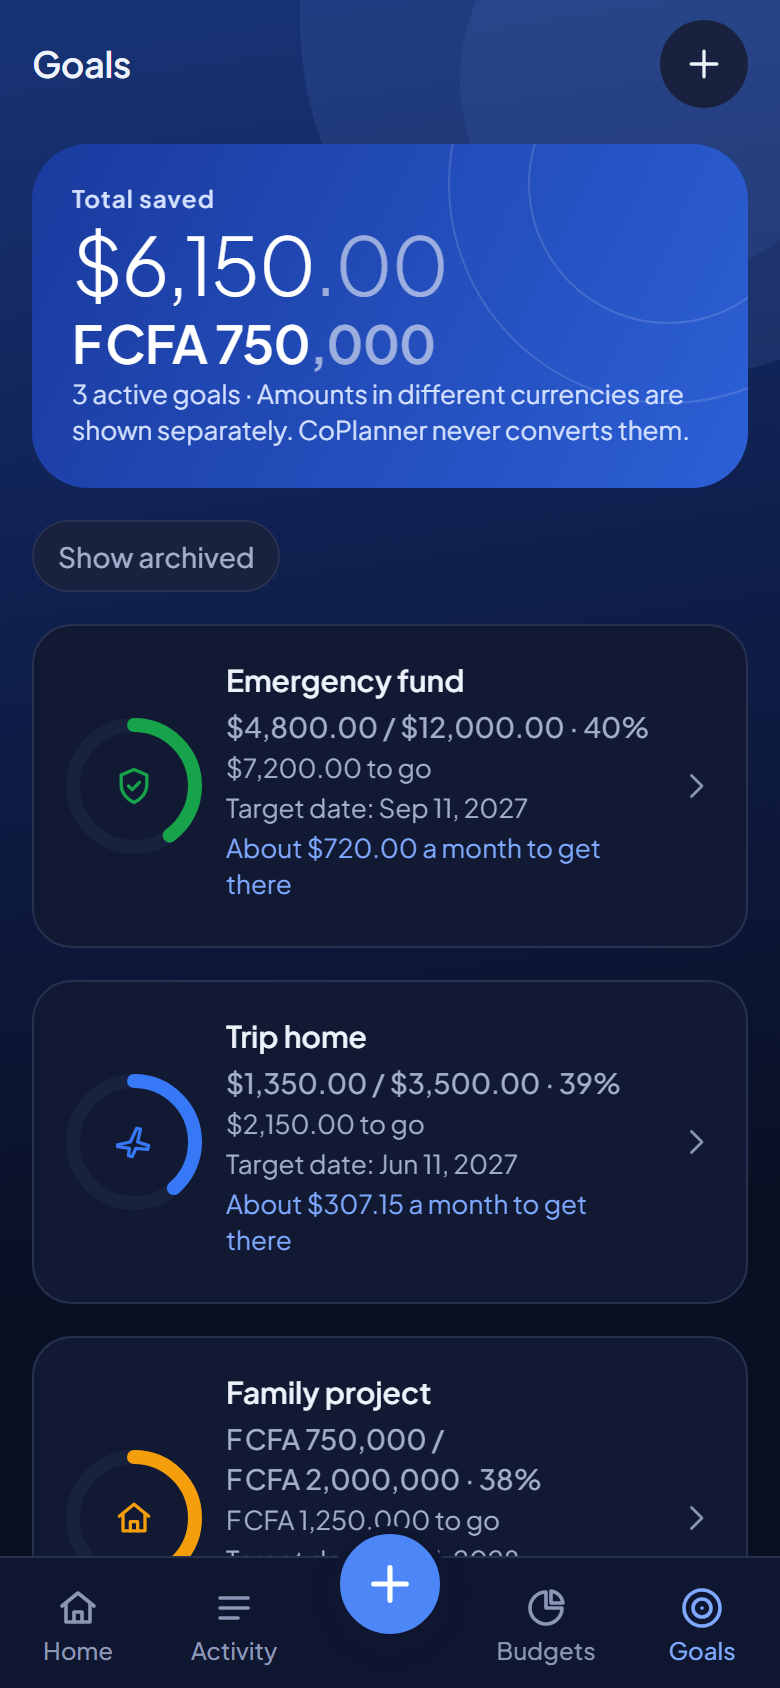 Goals
Total saved
$6,150.00
FCFA 750,000
3 active goals · Amounts in different currencies are
shown separately. CoPlanner never converts them.
Show archived
Emergency fund
$4,800.00 / $12,000.00 · 40%
$7,200.00 to go
Target date: Sep 11, 2027
About $720.00 a month to get
there
Trip home
$1,350.00 / $3,500.00 · 39%
$2,150.00 to go
Target date: Jun 11, 2027
About $307.15 a month to get
there
Family project
FCFA 750,000 /
FCFA 2,000,000 · 38%
FCFA 1,250,000 to go
Home
Activity
Budgets
Goals